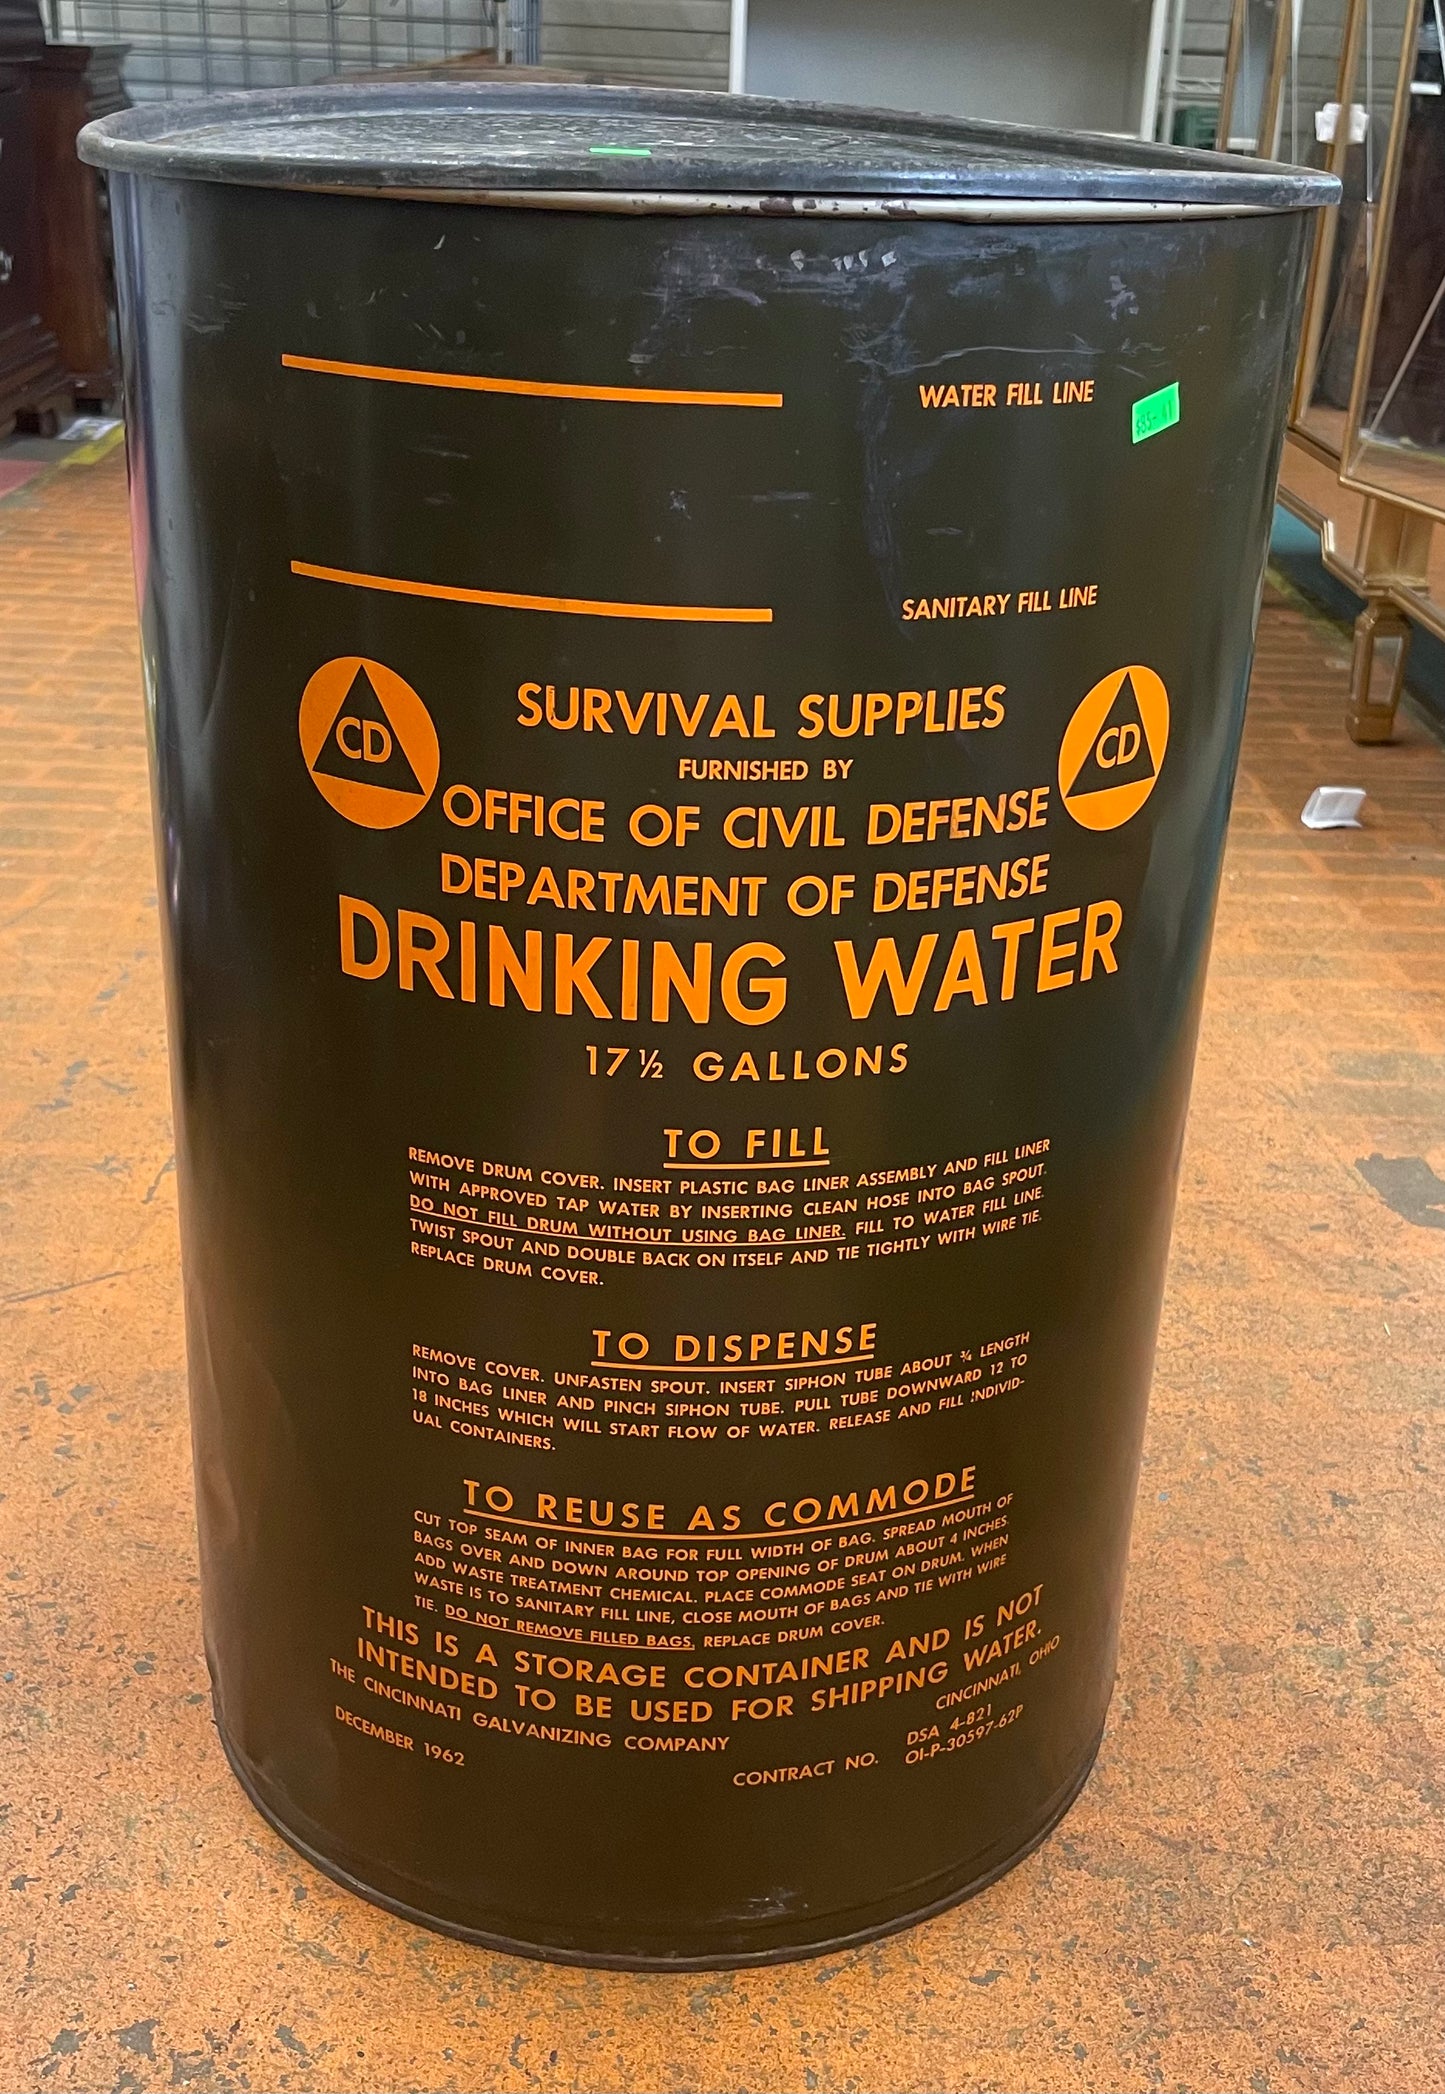 WATER FILL LINE
$85- 41
SANITARY FILL LINE
CD
CD
SURVIVAL SUPPLIES
FURNISHED BY
OFFICE OF CIVIL DEFENSE
DEPARTMENT OF DEFENSE
DRINKING WATER
17 ½ GALLONS
TO FILL
REMOVE DRUM COVER. INSERT PLASTIC BAG LINER ASSEMBLY AND FILL LINER
WITH APPROVED TAP WATER BY INSERTING CLEAN HOSE INTO BAG SPOUT.
DO NOT FILL DRUM WITHOUT USING BAG LINER. FILL TO WATER FILL LINE.
TWIST SPOUT AND DOUBLE BACK ON ITSELF AND TIE TIGHTLY WITH WIRE TIE.
REPLACE DRUM COVER.
TO DISPENSE
REMOVE COVER. UNFASTEN SPOUT. INSERT SIPHON TUBE ABOUT ¾ LENGTH
INTO BAG LINER AND PINCH SIPHON TUBE. PULL TUBE DOWNWARD 12 TO
18 INCHES WHICH WILL START FLOW OF WATER. RELEASE AND FILL INDIVID-
UAL CONTAINERS.
TO REUSE AS COMMODE
CUT TOP SEAM OF INNER BAG FOR FULL WIDTH OF BAG. SPREAD MOUTH OF
BAGS OVER AND DOWN AROUND TOP OPENING OF DRUM ABOUT 4 INCHES.
ADD WASTE TREATMENT CHEMICAL. PLACE COMMODE SEAT ON DRUM. WHEN
WASTE IS TO SANITARY FILL LINE, CLOSE MOUTH OF BAGS AND TIE WITH WIRE
TIE. DO NOT REMOVE FILLED BAGS. REPLACE DRUM COVER.
THIS IS A STORAGE CONTAINER AND IS NOT
INTENDED TO BE USED FOR SHIPPING WATER.
THE CINCINNATI GALVANIZING COMPANY CINCINNATI, OHIO
DECEMBER 1962
DSA 4-821
CONTRACT NO. OI-P-30597-62P